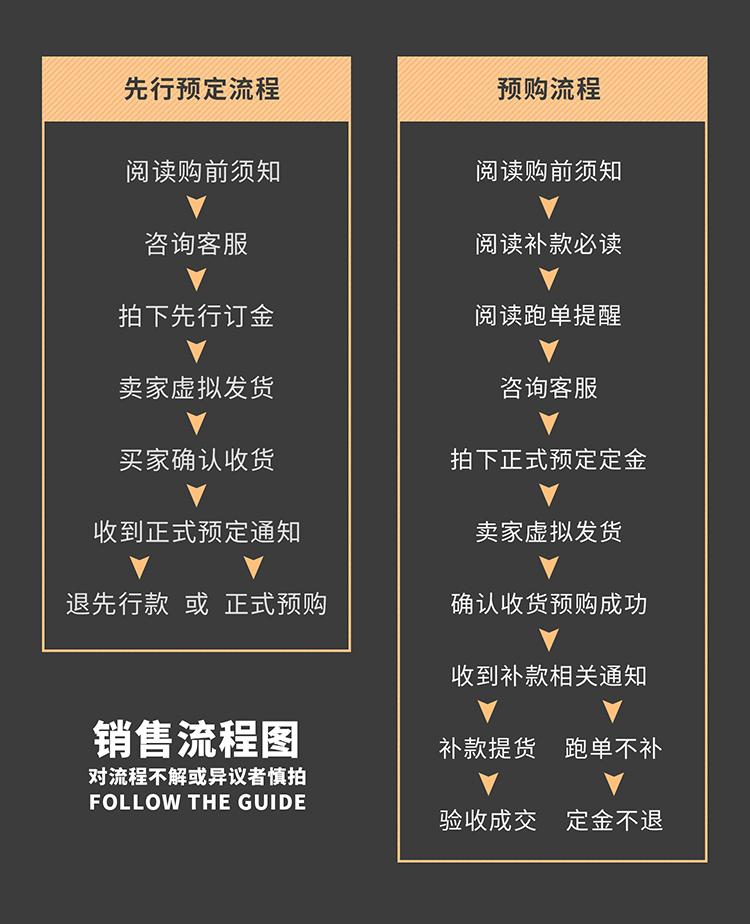 先行预定流程
阅读购前须知
咨询客服
拍下先行订金
卖家虚拟发货
买家确认收货
收到正式预定通知
退先行款 或 正式预购
预购流程
阅读购前须知
阅读补款必读
阅读跑单提醒
咨询客服
拍下正式预定定金
卖家虚拟发货
确认收货预购成功
收到补款相关通知
补款提货 跑单不补
验收成交 定金不退
销售流程图
对流程不解或异议者慎拍
FOLLOW THE GUIDE